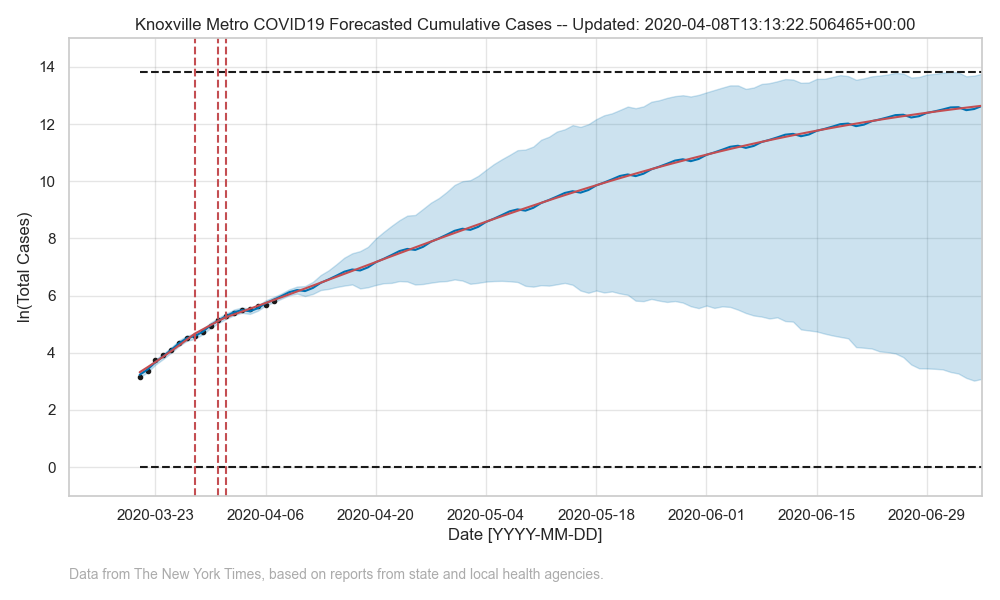 Knoxville Metro COVID19 Forecasted Cumulative Cases -- Updated: 2020-04-08T13:13:22.506465+00:00
ln(Total Cases)
14
12
10
8
6
4
2
0
2020-03-23 2020-04-06 2020-04-20 2020-05-04 2020-05-18 2020-06-01 2020-06-15 2020-06-29
Date [YYYY-MM-DD]
Data from The New York Times, based on reports from state and local health agencies.